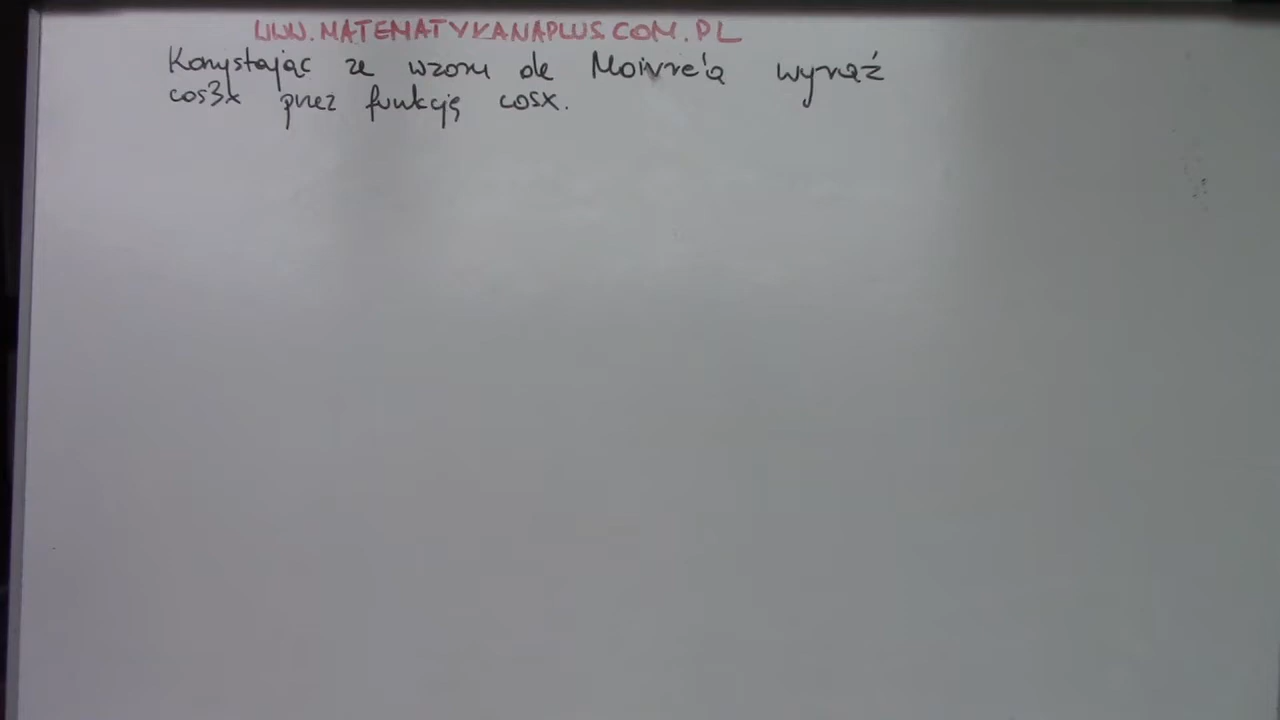 WWW.MATEMATYKANAPLUS.COM.PL
Korzystając ze wzoru de Moivre'a wyraź
cos3x przez funkcję cosx.